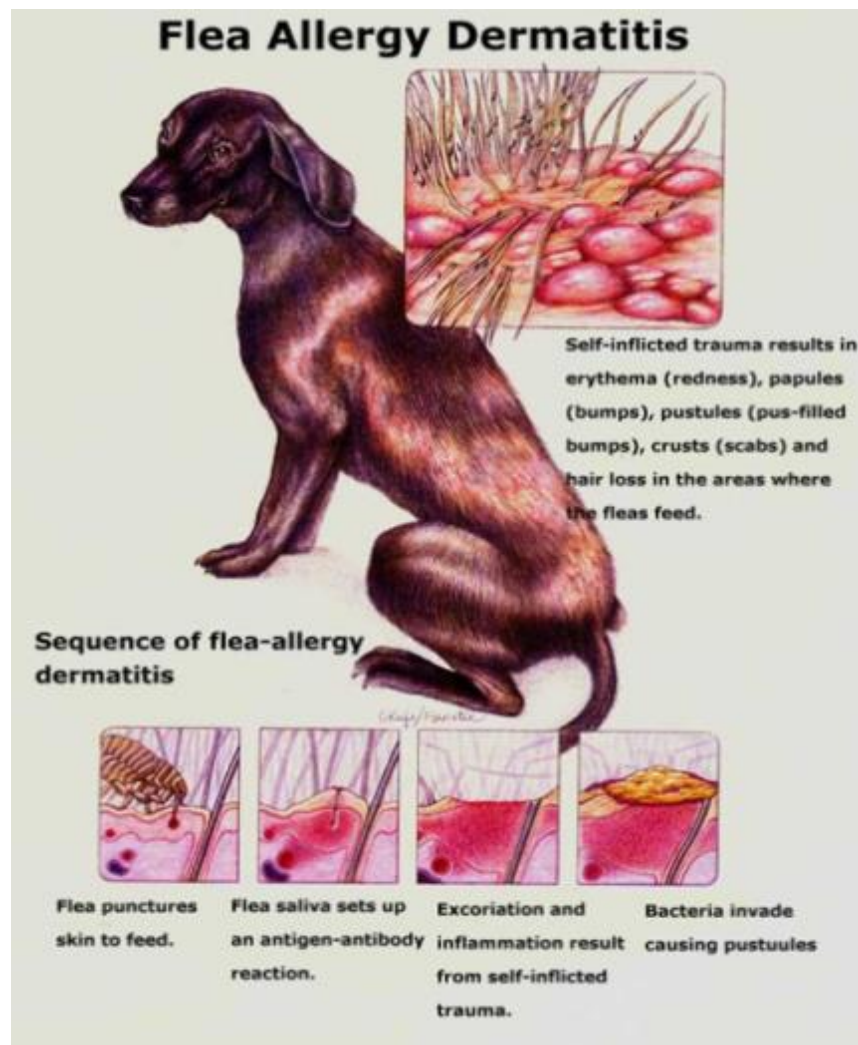 Flea Allergy Dermatitis
Self-inflicted trauma results in
erythema (redness), papules
(bumps), pustules (pus-filled
bumps), crusts (scabs) and
hair loss in the areas where
the fleas feed.
Sequence of flea-allergy
dermatitis
Flea punctures
skin to feed.
Flea saliva sets up
an antigen-antibody
reaction.
Excoriation and
inflammation result
from self-inflicted
trauma.
Bacteria invade
causing pustuules